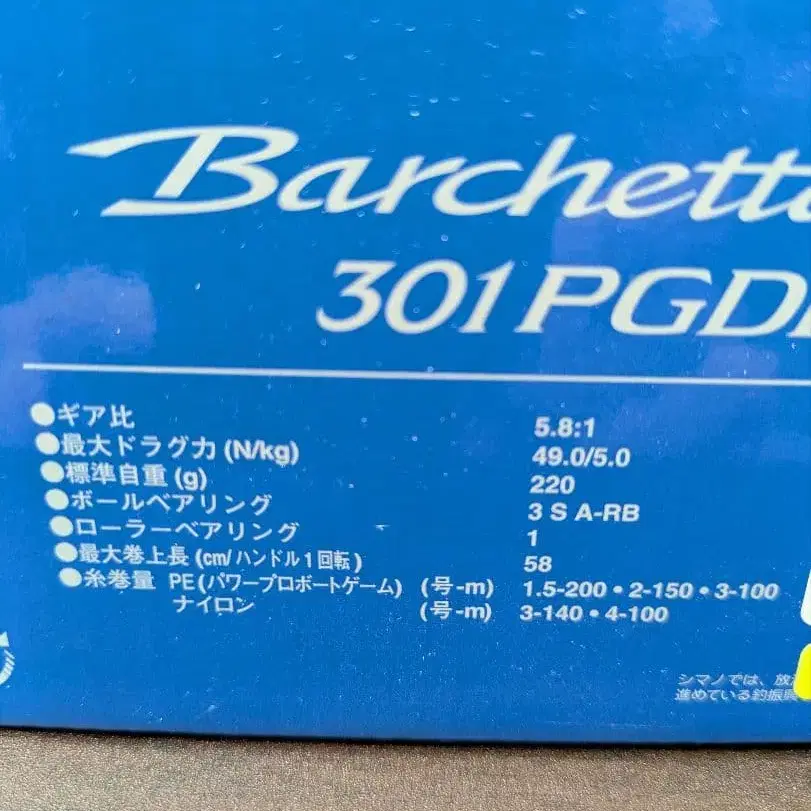 Barchetta
301PGD
●ギア比 5.8:1
●最大ドラグ力(N/kg) 49.0/5.0
●標準自重(g) 220
●ボールベアリング 3 S A-RB
●ローラーベアリング 1
●最大巻上長(cm/ハンドル1回転) 58
●糸巻量 PE(パワープロボートゲーム) (号-m) 1.5-200・2-150・3-100
ナイロン (号-m) 3-140・4-100
シマノでは、放
進めている釣振興